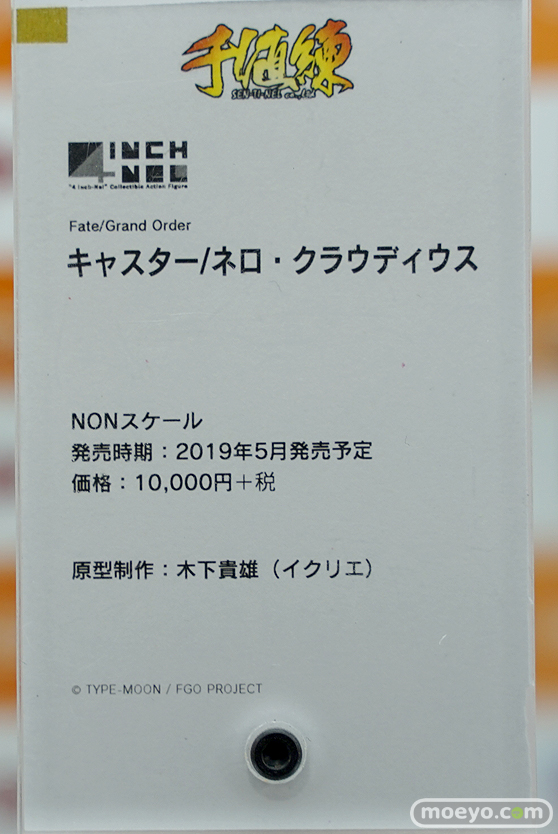 千値練
SEN-TI-NEL co.,Ltd
4 INCH
NEL
"4 Inch-Nel" Collectible Action Figure
Fate/Grand Order
キャスター/ネロ・クラウディウス
NONスケール
発売時期：2019年5月発売予定
価格：10,000円＋税
原型制作：木下貴雄（イクリエ）
© TYPE-MOON / FGO PROJECT
moeyo.com